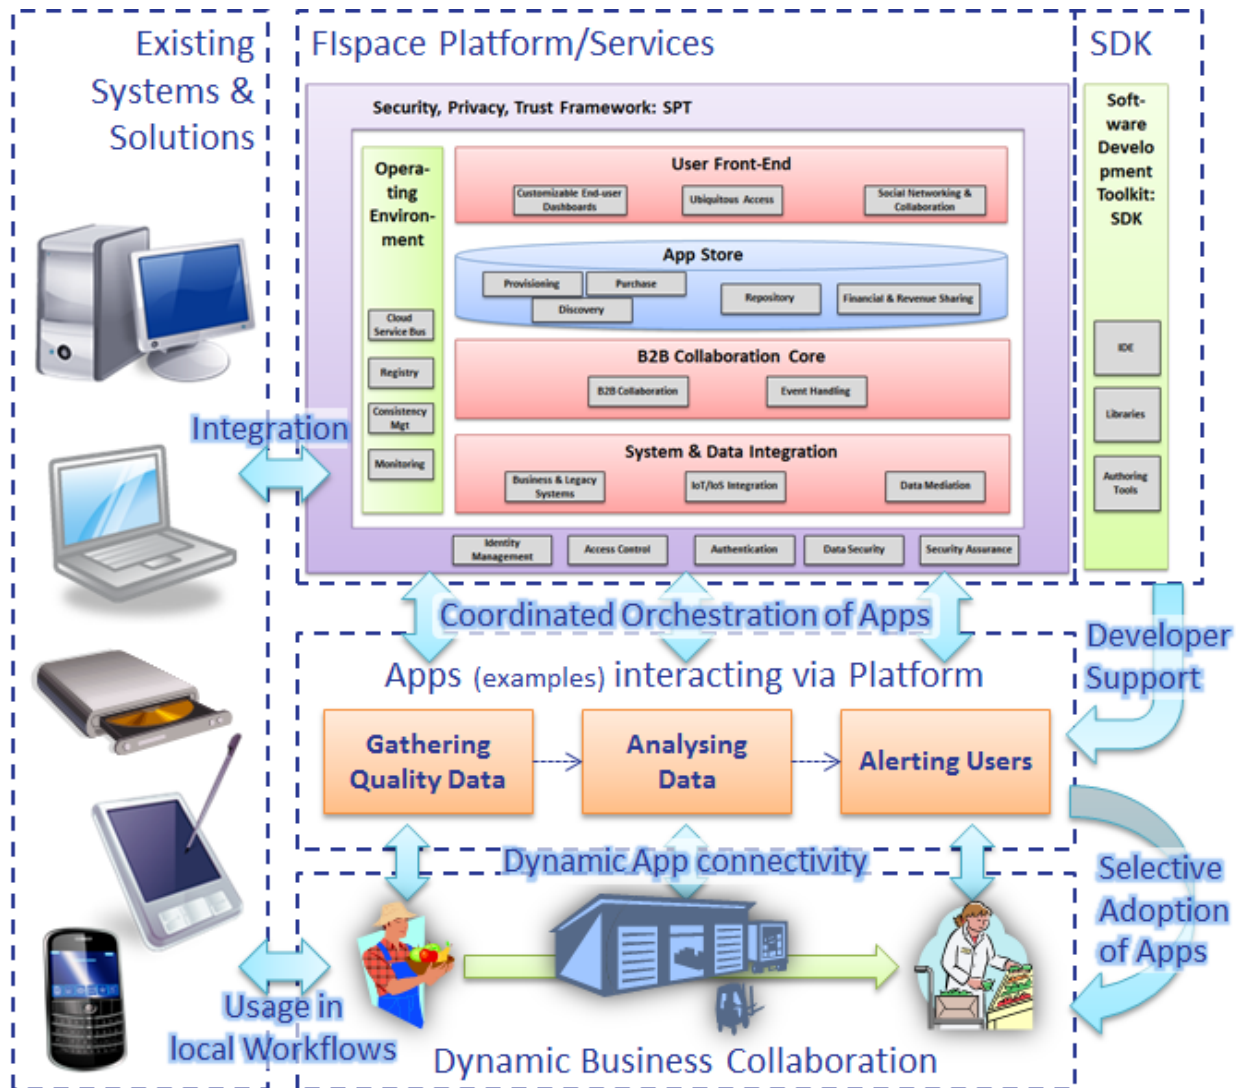 Existing
Systems &
Solutions
FIspace Platform/Services
SDK
Security, Privacy, Trust Framework: SPT
Opera-
ting
Environ-
ment
Cloud
Service Bus
Registry
Consistency
Mgt
Monitoring
User Front-End
Customizable End-user
Dashboards
Ubiquitous Access
Social Networking &
Collaboration
App Store
Provisioning
Purchase
Discovery
Repository
Financial & Revenue Sharing
B2B Collaboration Core
B2B Collaboration
Event Handling
System & Data Integration
Business & Legacy
Systems
IoT/IoS Integration
Data Mediation
Identity
Management
Access Control
Authentication
Data Security
Security Assurance
Soft-
ware
Develo
pment
Toolkit:
SDK
IDE
Libraries
Authoring
Tools
Integration
Coordinated Orchestration of Apps
Developer
Support
Apps (examples) interacting via Platform
Gathering
Quality Data
Analysing
Data
Alerting Users
Dynamic App connectivity
Selective
Adoption
of Apps
Usage in
local Workflows
Dynamic Business Collaboration